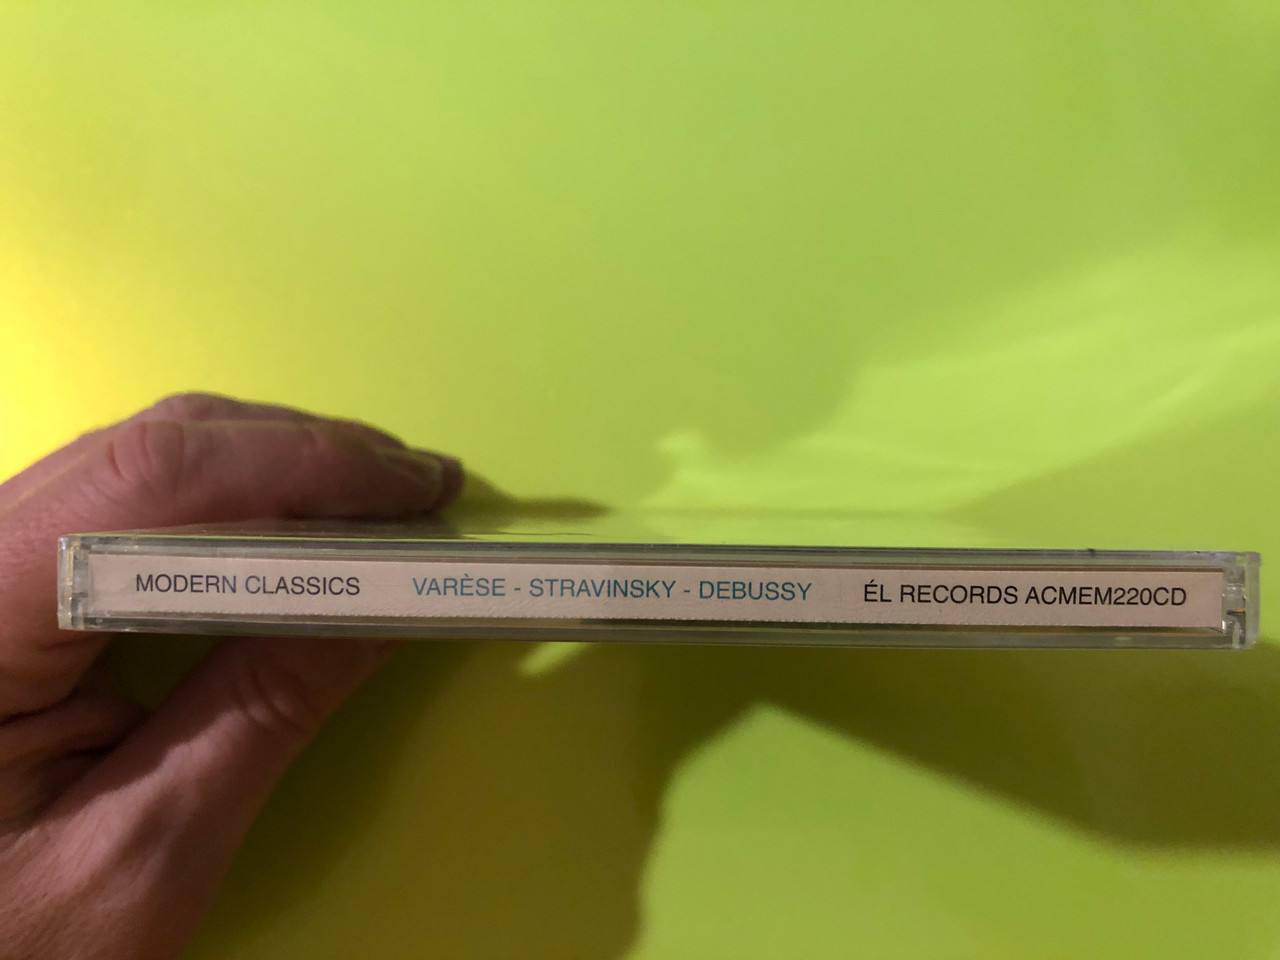 MODERN CLASSICS VARÈSE - STRAVINSKY - DEBUSSY ÉL RECORDS ACMEM220CD